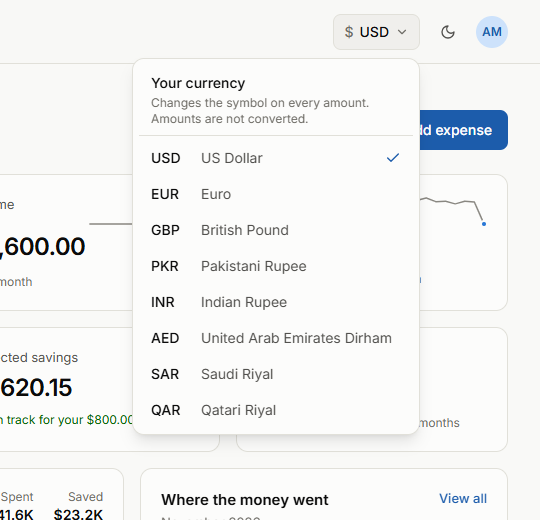 $ USD
AM
Your currency
Changes the symbol on every amount.
Amounts are not converted.
dd expense
USD US Dollar
EUR Euro
GBP British Pound
PKR Pakistani Rupee
INR Indian Rupee
AED United Arab Emirates Dirham
SAR Saudi Riyal
QAR Qatari Riyal
me
,600.00
month
cted savings
620.15
n track for your $800.00
months
Spent Saved
41.6K $23.2K
Where the money went
View all